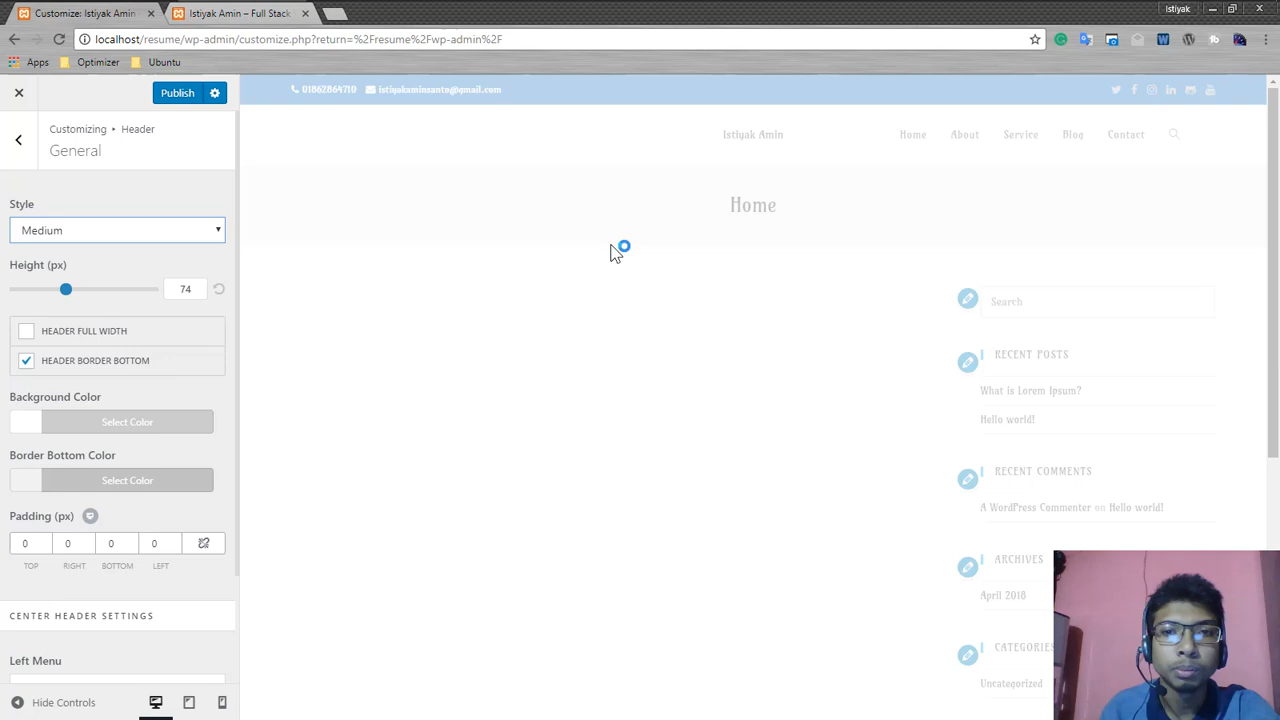 Istiyak
Customize: Istiyak Amin
Istiyak Amin – Full Stack
localhost/resume/wp-admin/customize.php?return=%2Fresume%2Fwp-admin%2F
Apps
Optimizer
Ubuntu
Publish
01862864710
istiyakaminsanto@gmail.com
Customizing ▸ Header
General
Istiyak Amin
Home
About
Service
Blog
Contact
Style
Medium
Home
Height (px)
74
HEADER FULL WIDTH
HEADER BORDER BOTTOM
Background Color
Select Color
Border Bottom Color
Select Color
Padding (px)
0 0 0 0
TOP RIGHT BOTTOM LEFT
CENTER HEADER SETTINGS
Left Menu
Hide Controls
Search
RECENT POSTS
What is Lorem Ipsum?
Hello world!
RECENT COMMENTS
A WordPress Commenter on Hello world!
ARCHIVES
April 2018
CATEGORIES
Uncategorized